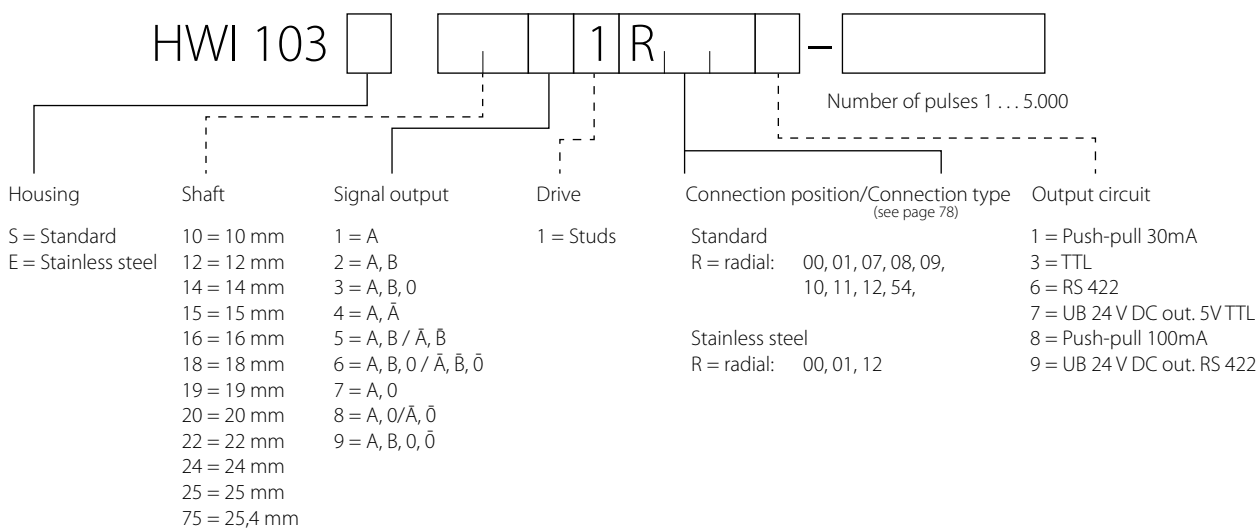 HWI 103 1 R –
Number of pulses 1 . . . 5.000
Housing Shaft Signal output Drive Connection position/Connection type Output circuit
(see page 78)
S = Standard 10 = 10 mm 1 = A 1 = Studs Standard 1 = Push-pull 30mA
E = Stainless steel 12 = 12 mm 2 = A, B R = radial: 00, 01, 07, 08, 09, 3 = TTL
14 = 14 mm 3 = A, B, 0 10, 11, 12, 54, 6 = RS 422
15 = 15 mm 4 = A, Ā 7 = UB 24 V DC out. 5V TTL
16 = 16 mm 5 = A, B / Ā, B̄ Stainless steel 8 = Push-pull 100mA
18 = 18 mm 6 = A, B, 0 / Ā, B̄, 0̄ R = radial: 00, 01, 12 9 = UB 24 V DC out. RS 422
19 = 19 mm 7 = A, 0
20 = 20 mm 8 = A, 0/Ā, 0̄
22 = 22 mm 9 = A, B, 0, 0̄
24 = 24 mm
25 = 25 mm
75 = 25,4 mm